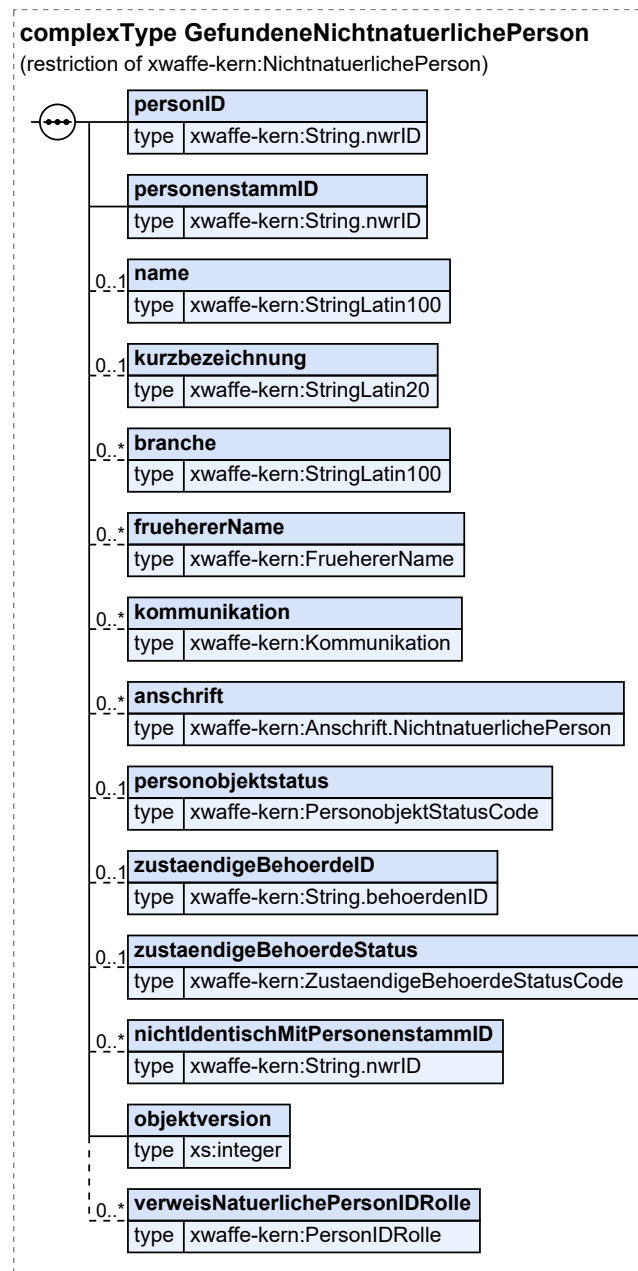 complexType GefundeneNichtnatuerlichePerson
(restriction of xwaffe-kern:NichtnatuerlichePerson)
personID
type xwaffe-kern:String.nwrID
personenstammID
type xwaffe-kern:String.nwrID
0..1 name
type xwaffe-kern:StringLatin100
0..1 kurzbezeichnung
type xwaffe-kern:StringLatin20
0..* branche
type xwaffe-kern:StringLatin100
0..* fruehererName
type xwaffe-kern:FruehererName
0..* kommunikation
type xwaffe-kern:Kommunikation
0..* anschrift
type xwaffe-kern:Anschrift.NichtnatuerlichePerson
0..1 personobjektstatus
type xwaffe-kern:PersonobjektStatusCode
0..1 zustaendigeBehoerdeID
type xwaffe-kern:String.behoerdenID
0..1 zustaendigeBehoerdeStatus
type xwaffe-kern:ZustaendigeBehoerdeStatusCode
0..* nichtIdentischMitPersonenstammID
type xwaffe-kern:String.nwrID
objektversion
type xs:integer
0..* verweisNatuerlichePersonIDRolle
type xwaffe-kern:PersonIDRolle